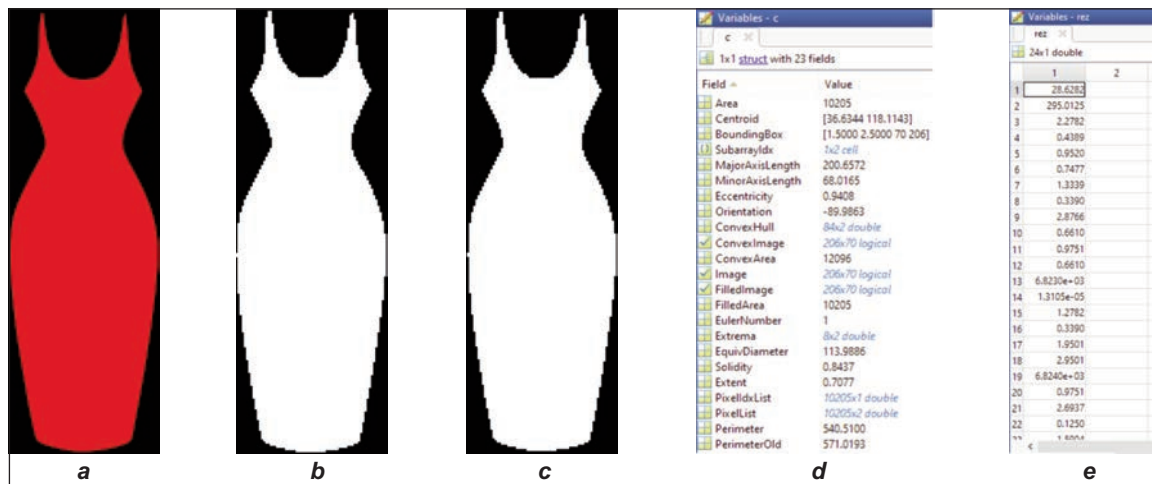 Variables - c
c
1x1 struct with 23 fields
Field Value
Area 10205
Centroid [36.6344 118.1143]
BoundingBox [1.5000 2.5000 70 206]
SubarrayIdx 1x2 cell
MajorAxisLength 200.6572
MinorAxisLength 68.0165
Eccentricity 0.9408
Orientation -89.9863
ConvexHull 84x2 double
ConvexImage 206x70 logical
ConvexArea 12096
Image 206x70 logical
FilledImage 206x70 logical
FilledArea 10205
EulerNumber 1
Extrema 8x2 double
EquivDiameter 113.9886
Solidity 0.8437
Extent 0.7077
PixelIdxList 10205x1 double
PixelList 10205x2 double
Perimeter 540.5100
PerimeterOld 571.0193
Variables - rez
rez
24x1 double
1 2
1 28.6282
2 295.0125
3 2.2782
4 0.4389
5 0.9520
6 0.7477
7 1.3339
8 0.3390
9 2.8766
10 0.6610
11 0.9751
12 0.6610
13 6.8230e+03
14 1.3105e-05
15 1.2782
16 0.3390
17 1.9501
18 2.9501
19 6.8240e+03
20 0.9751
21 2.6937
22 0.1250
a b c d e